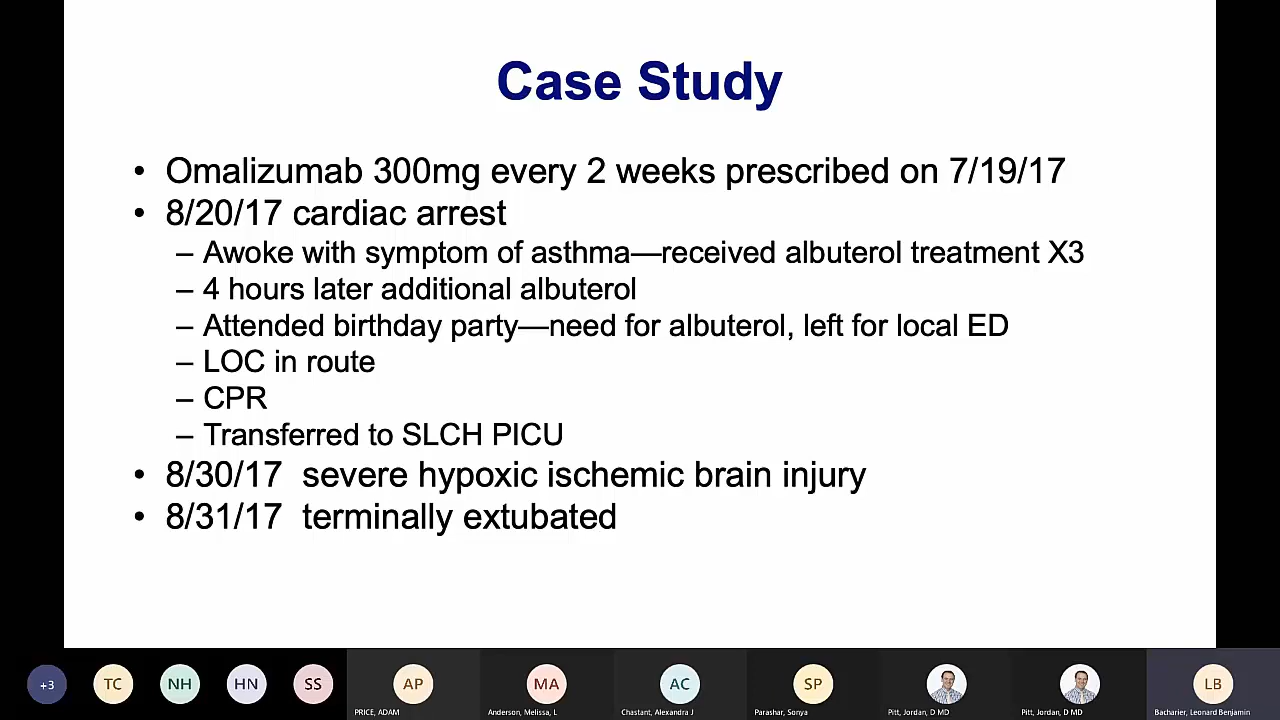 Case Study
• Omalizumab 300mg every 2 weeks prescribed on 7/19/17
• 8/20/17 cardiac arrest
– Awoke with symptom of asthma—received albuterol treatment X3
– 4 hours later additional albuterol
– Attended birthday party—need for albuterol, left for local ED
– LOC in route
– CPR
– Transferred to SLCH PICU
• 8/30/17  severe hypoxic ischemic brain injury
• 8/31/17  terminally extubated
+3 TC NH HN SS AP MA AC SP LB
PRICE, ADAM Anderson, Melissa, L Chastant, Alexandra J Parashar, Sonya Pitt, Jordan, D MD Pitt, Jordan, D MD Bacharier, Leonard Benjamin